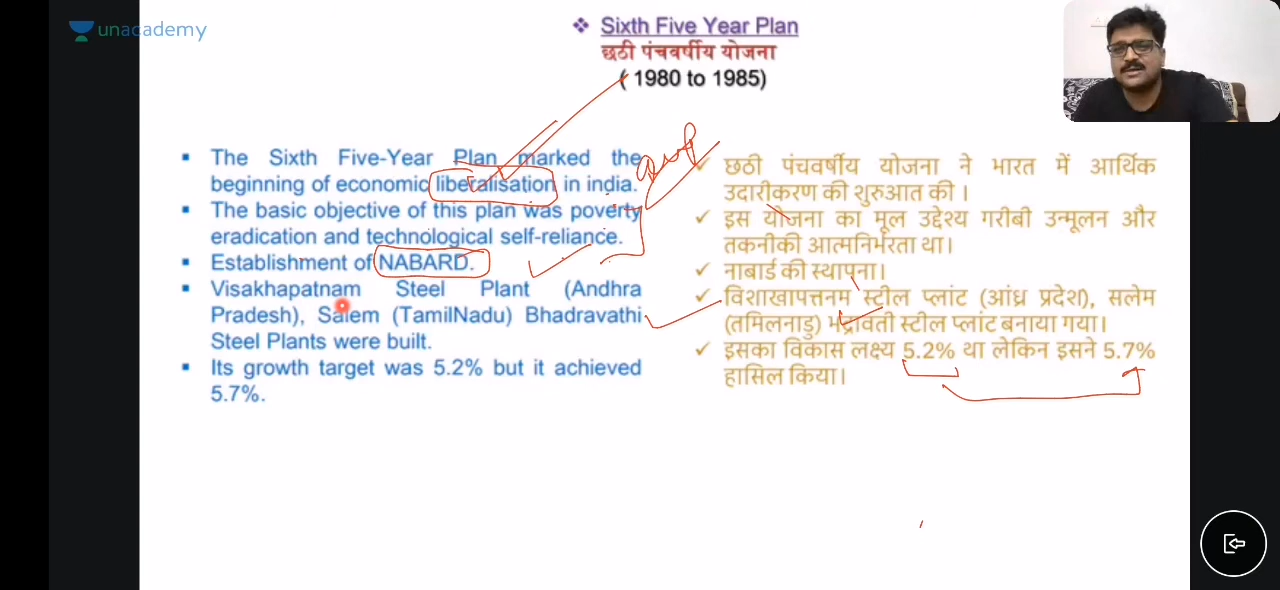 unacademy
❖ Sixth Five Year Plan
छठी पंचवर्षीय योजना
( 1980 to 1985)
▪ The Sixth Five-Year Plan marked the
beginning of economic liberalisation in india.
▪ The basic objective of this plan was poverty
eradication and technological self-reliance.
▪ Establishment of NABARD.
▪ Visakhapatnam Steel Plant (Andhra
Pradesh), Salem (TamilNadu) Bhadravathi
Steel Plants were built.
▪ Its growth target was 5.2% but it achieved
5.7%.
✓ छठी पंचवर्षीय योजना ने भारत में आर्थिक
उदारीकरण की शुरुआत की ।
✓ इस योजना का मूल उद्देश्य गरीबी उन्मूलन और
तकनीकी आत्मनिर्भरता था।
✓ नाबार्ड की स्थापना।
✓ विशाखापत्तनम स्टील प्लांट (आंध्र प्रदेश), सलेम
(तमिलनाडु) भद्रावती स्टील प्लांट बनाया गया।
✓ इसका विकास लक्ष्य 5.2% था लेकिन इसने 5.7%
हासिल किया।